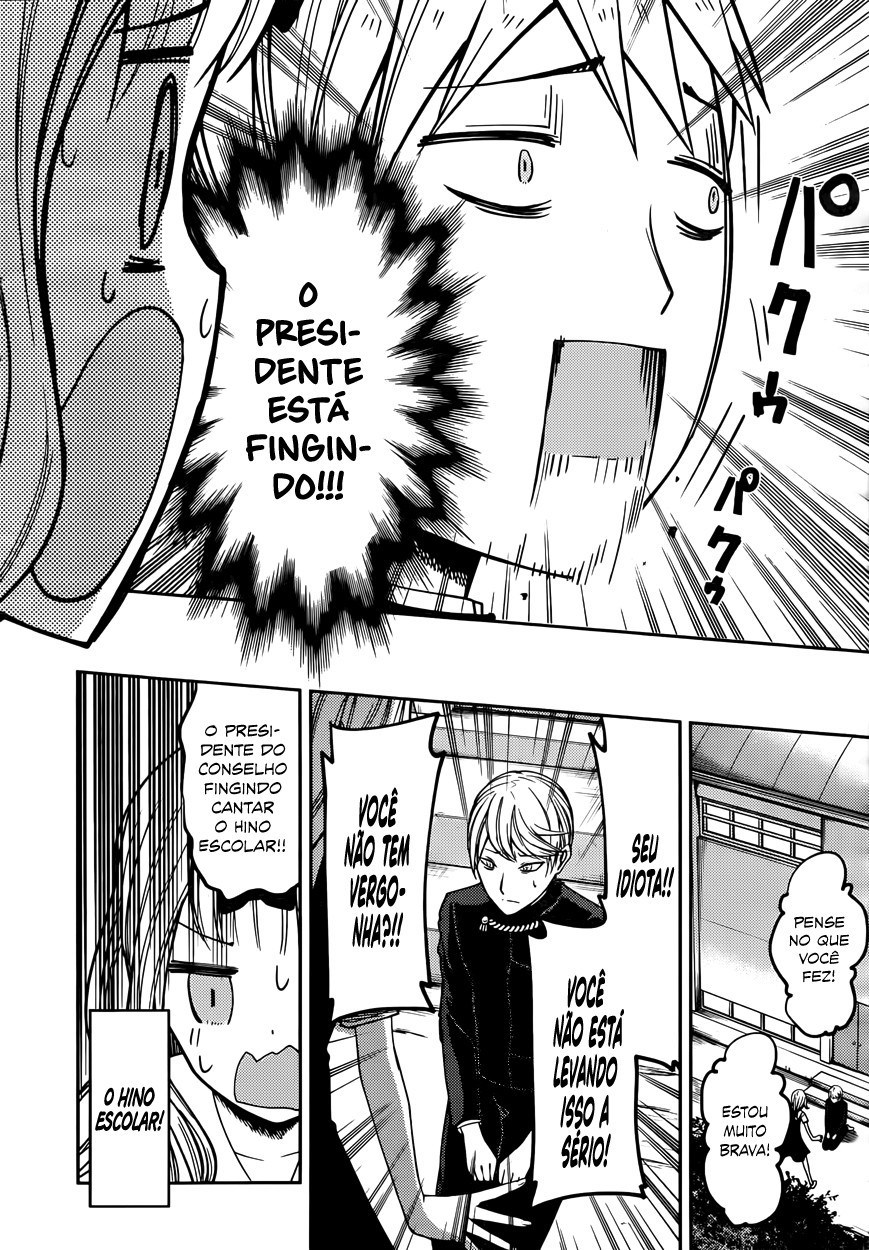 O
PRESI-
DENTE
ESTÁ
FINGIN-
DO!!!
パクゥ
パクゥ
PENSE
NO QUE
VOCÊ
FEZ!
ESTOU
MUITO
BRAVA!
SEU
IDIOTA!!
VOCÊ
NÃO ESTÁ
LEVANDO
ISSO A
SÉRIO!
VOCÊ
NÃO TEM
VERGO-
NHA?!!
O PRESI-
DENTE DO
CONSELHO
FINGINDO
CANTAR
O HINO
ESCOLAR!!
O HINO
ESCOLAR!